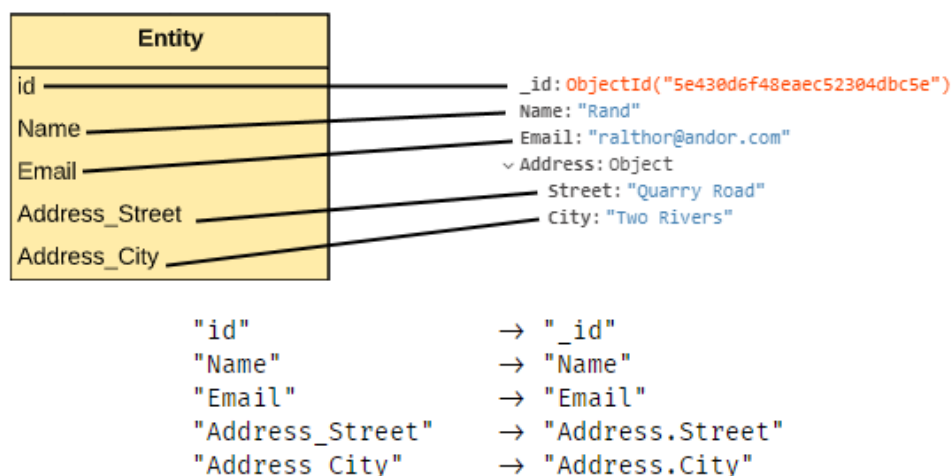 Entity
id
Name
Email
Address_Street
Address_City
_id: ObjectId("5e430d6f48eaec52304dbc5e")
Name: "Rand"
Email: "ralthor@andor.com"
Address: Object
Street: "Quarry Road"
City: "Two Rivers"
"id" → "_id"
"Name" → "Name"
"Email" → "Email"
"Address_Street" → "Address.Street"
"Address_City" → "Address.City"